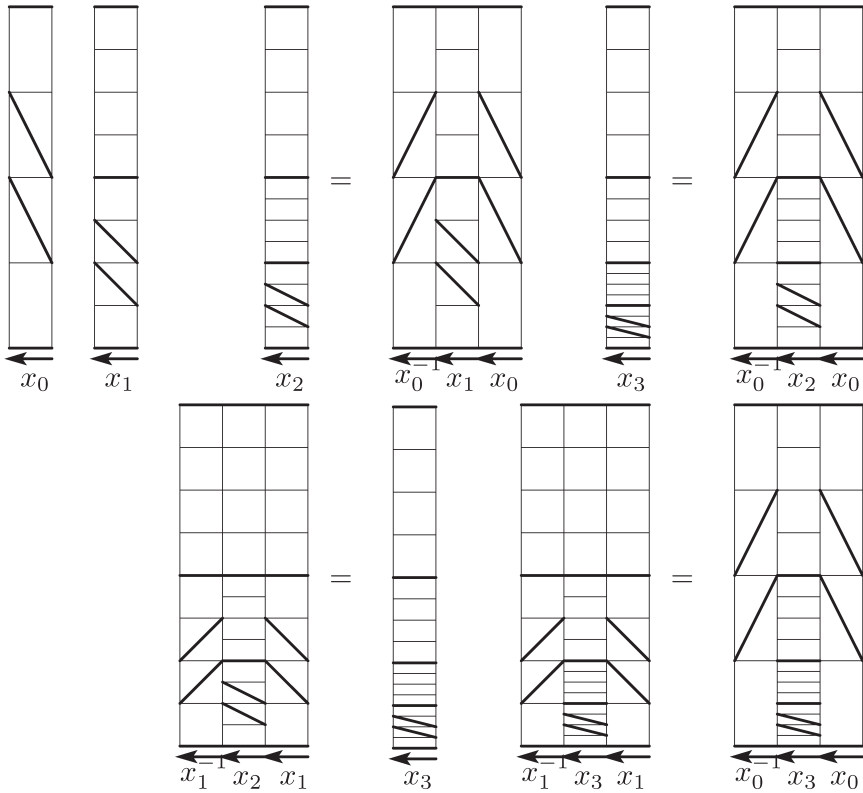 = =
x₀ x₁ x₂ x₀⁻¹ x₁ x₀ x₃ x₀⁻¹ x₂ x₀
= =
x₁⁻¹ x₂ x₁ x₃ x₁⁻¹ x₃ x₁ x₀⁻¹ x₃ x₀